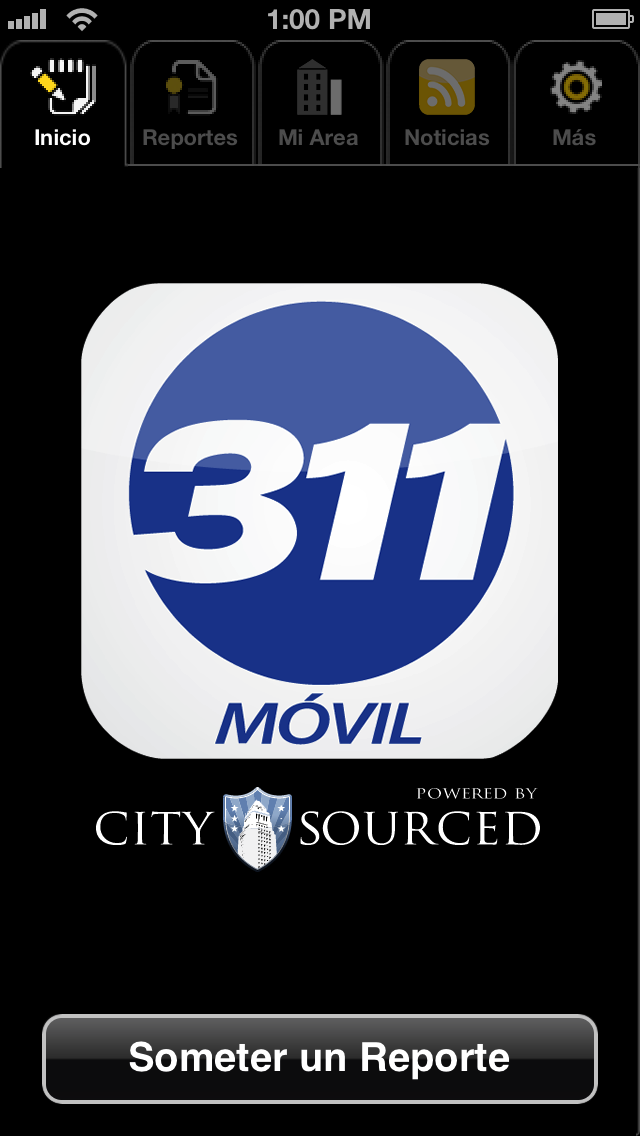 1:00 PM
Inicio
Reportes
Mi Area
Noticias
Más
311
MÓVIL
POWERED BY
CITY SOURCED
Someter un Reporte